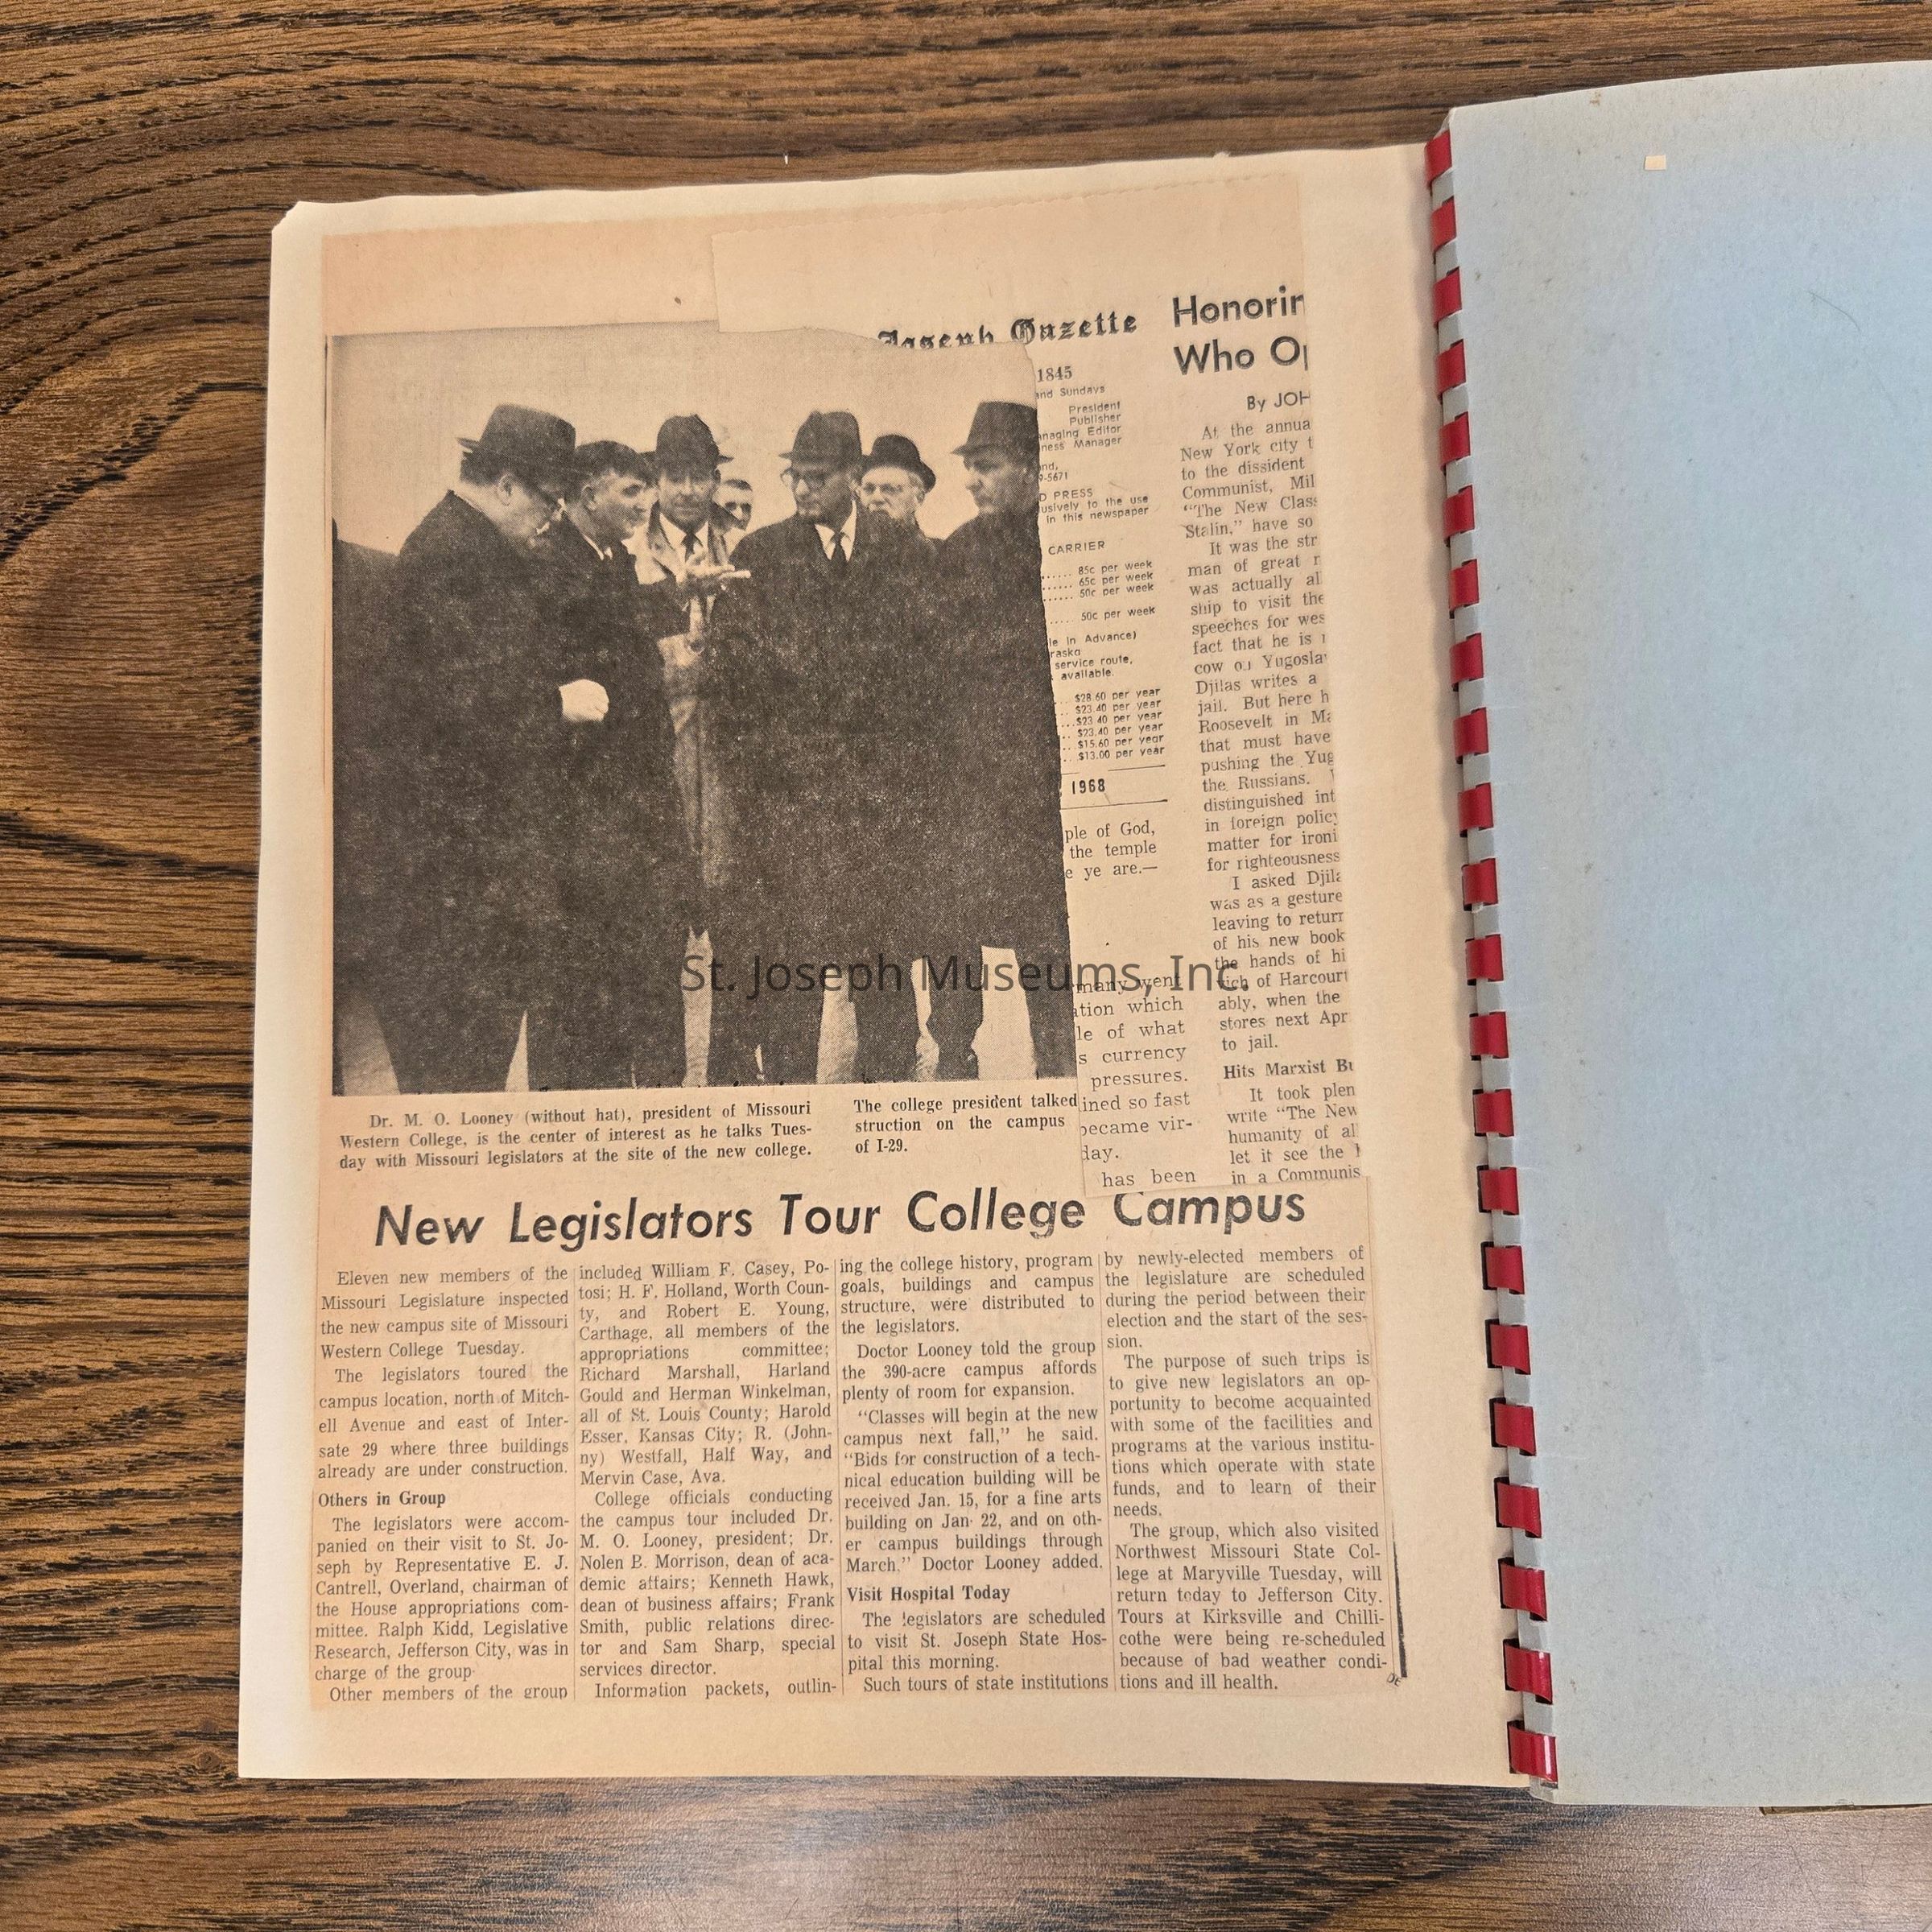 Joseph Gazette
1845
and Sundays
President
Publisher
anaging Editor
ness Manager
nd,
9-5671
D PRESS
usively to the use
in this newspaper
CARRIER
...... 85c per week
...... 65c per week
...... 50c per week
..... 50c per week
le in Advance)
raska
service route,
available.
.. $28.60 per year
... $23.40 per year
...$23.40 per year
.. $23.40 per year
.. $15.60 per year
.. $13.00 per year
1968
ple of God,
the temple
e ye are.—
many went
ation which
le of what
s currency
pressures.
ined so fast
became vir-
day.
has been
Honorin
Who Op
By JOH
At the annua
New York city t
to the dissident
Communist, Mil
“The New Class
Stalin,” have so
It was the str
man of great r
was actually al
ship to visit the
speeches for wes
fact that he is r
cow or Yugosla
Djilas writes a
jail. But here h
Roosevelt in Ma
that must have
pushing the Yug
the Russians.
distinguished int
in foreign policy
matter for ironi
for righteousness
I asked Djila
was as a gesture
leaving to return
of his new book
the hands of hi
vich of Harcourt
ably, when the
stores next Apr
to jail.
Hits Marxist Bu
It took plen
write “The New
humanity of al
let it see the
in a Communis
St. Joseph Museums, Inc.
Dr. M. O. Looney (without hat), president of Missouri
Western College, is the center of interest as he talks Tues-
day with Missouri legislators at the site of the new college.
The college president talked
struction on the campus
of I-29.
New Legislators Tour College Campus
Eleven new members of the
Missouri Legislature inspected
the new campus site of Missouri
Western College Tuesday.
The legislators toured the
campus location, north of Mitch-
ell Avenue and east of Inter-
sate 29 where three buildings
already are under construction.
Others in Group
The legislators were accom-
panied on their visit to St. Jo-
seph by Representative E. J.
Cantrell, Overland, chairman of
the House appropriations com-
mittee. Ralph Kidd, Legislative
Research, Jefferson City, was in
charge of the group.
Other members of the group
included William F. Casey, Po-
tosi; H. F. Holland, Worth Coun-
ty, and Robert E. Young,
Carthage, all members of the
appropriations committee;
Richard Marshall, Harland
Gould and Herman Winkelman,
all of St. Louis County; Harold
Esser, Kansas City; R. (John-
ny) Westfall, Half Way, and
Mervin Case, Ava.
College officials conducting
the campus tour included Dr.
M. O. Looney, president; Dr.
Nolen B. Morrison, dean of aca-
demic affairs; Kenneth Hawk,
dean of business affairs; Frank
Smith, public relations direc-
tor and Sam Sharp, special
services director.
Information packets, outlin-
ing the college history, program
goals, buildings and campus
structure, were distributed to
the legislators.
Doctor Looney told the group
the 390-acre campus affords
plenty of room for expansion.
“Classes will begin at the new
campus next fall,” he said.
“Bids for construction of a tech-
nical education building will be
received Jan. 15, for a fine arts
building on Jan. 22, and on oth-
er campus buildings through
March.” Doctor Looney added.
Visit Hospital Today
The legislators are scheduled
to visit St. Joseph State Hos-
pital this morning.
Such tours of state institutions
by newly-elected members of
the legislature are scheduled
during the period between their
election and the start of the ses-
sion.
The purpose of such trips is
to give new legislators an op-
portunity to become acquainted
with some of the facilities and
programs at the various institu-
tions which operate with state
funds, and to learn of their
needs.
The group, which also visited
Northwest Missouri State Col-
lege at Maryville Tuesday, will
return today to Jefferson City.
Tours at Kirksville and Chilli-
cothe were being re-scheduled
because of bad weather condi-
tions and ill health.